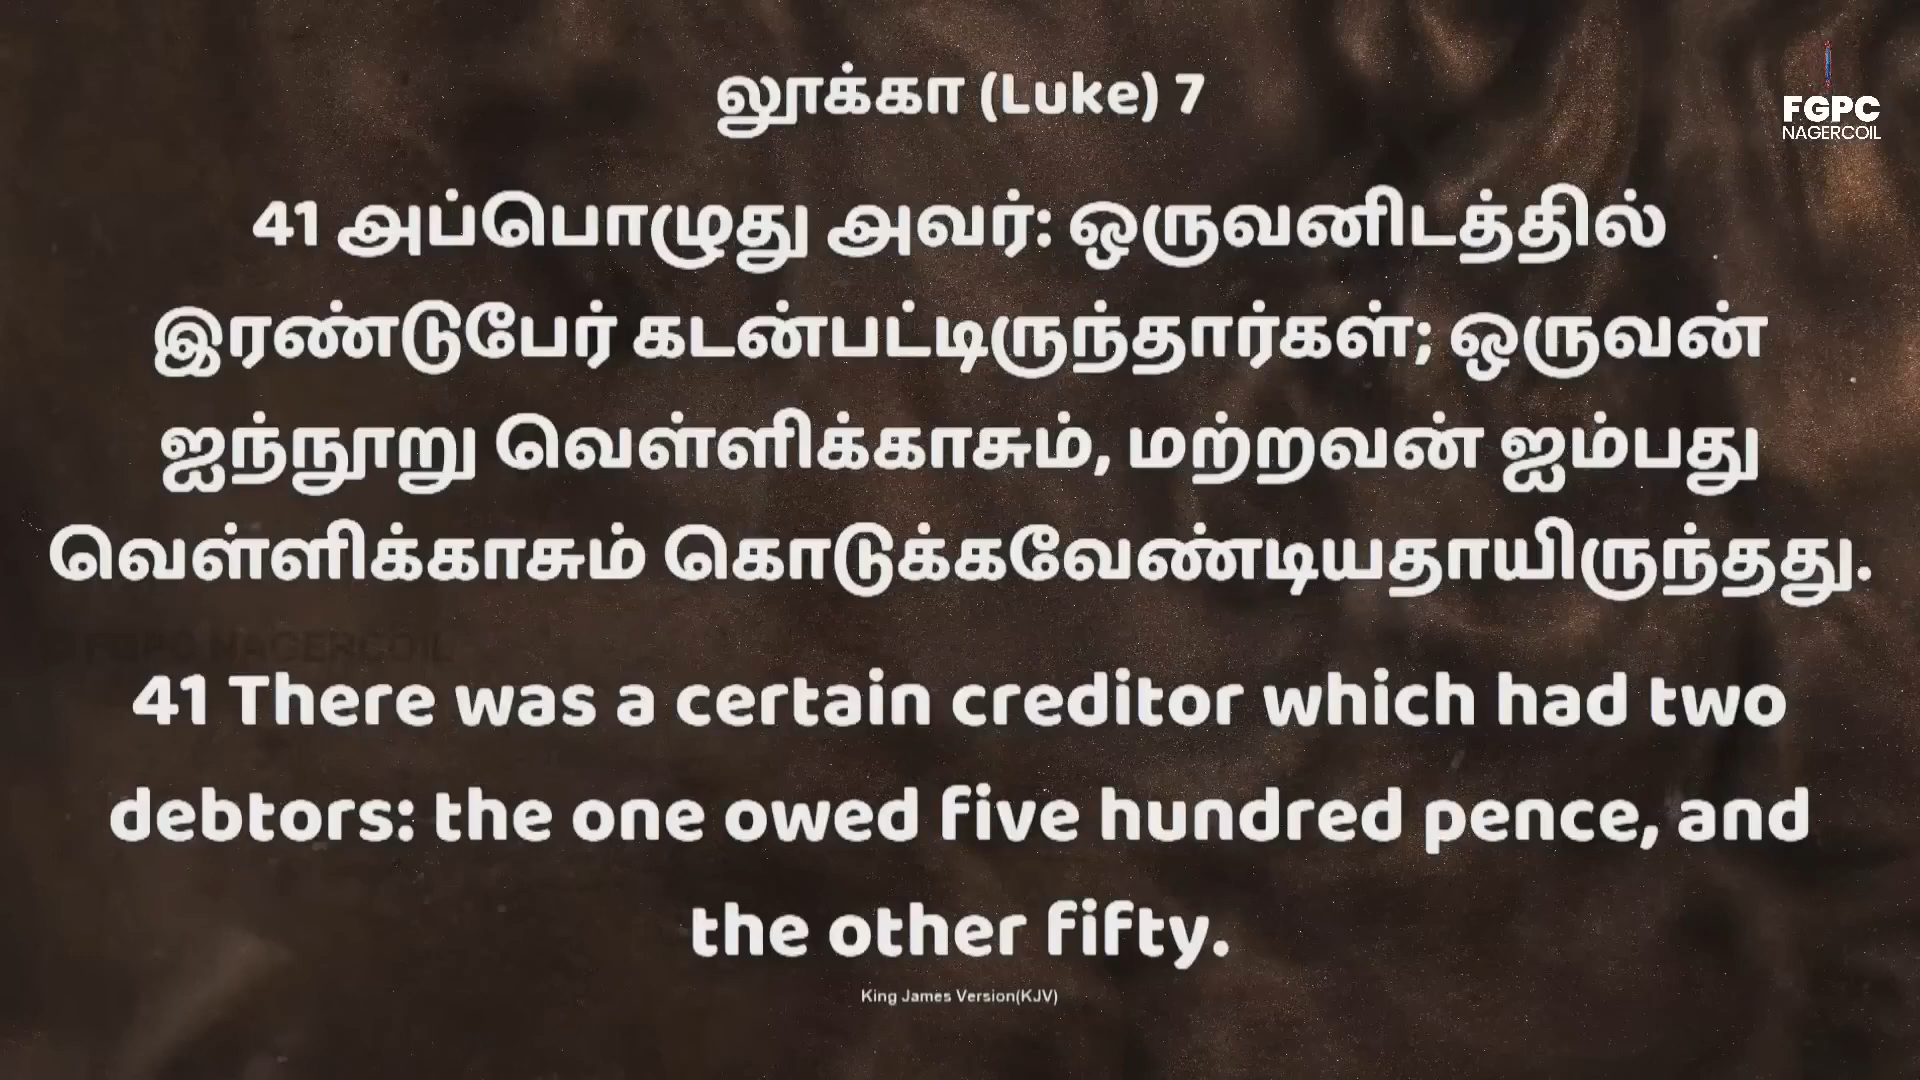 லூக்கா (Luke) 7
FGPC
NAGERCOIL
41 அப்பொழுது அவர்: ஒருவனிடத்தில்
இரண்டுபேர் கடன்பட்டிருந்தார்கள்; ஒருவன்
ஐந்நூறு வெள்ளிக்காசும், மற்றவன் ஐம்பது
வெள்ளிக்காசும் கொடுக்கவேண்டியதாயிருந்தது.
FGPC NAGERCOIL
41 There was a certain creditor which had two
debtors: the one owed five hundred pence, and
the other fifty.
King James Version(KJV)